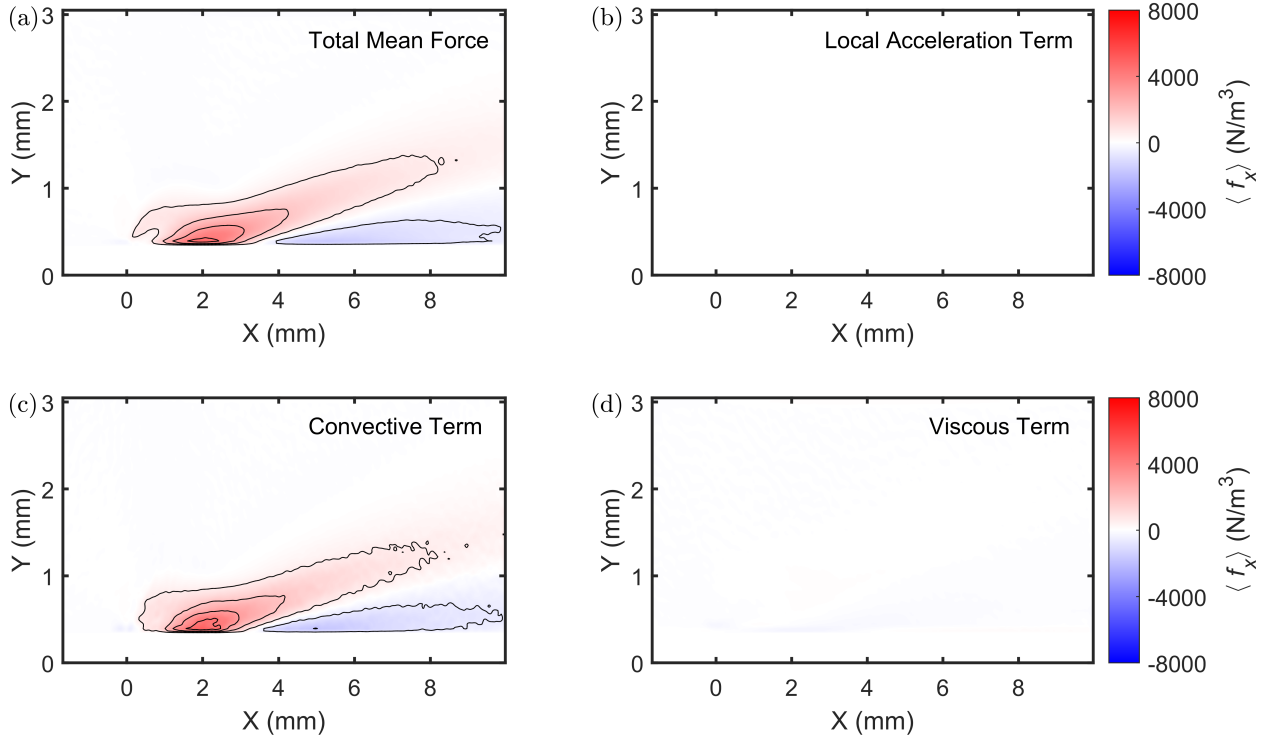 (a)
Total Mean Force
3
2
1
0
Y (mm)
0 2 4 6 8
X (mm)
(b)
Local Acceleration Term
3
2
1
0
Y (mm)
0 2 4 6 8
X (mm)
8000
4000
0
-4000
-8000
⟨ fₓ⟩ (N/m³)
(c)
Convective Term
3
2
1
0
Y (mm)
0 2 4 6 8
X (mm)
(d)
Viscous Term
3
2
1
0
Y (mm)
0 2 4 6 8
X (mm)
8000
4000
0
-4000
-8000
⟨ fₓ⟩ (N/m³)